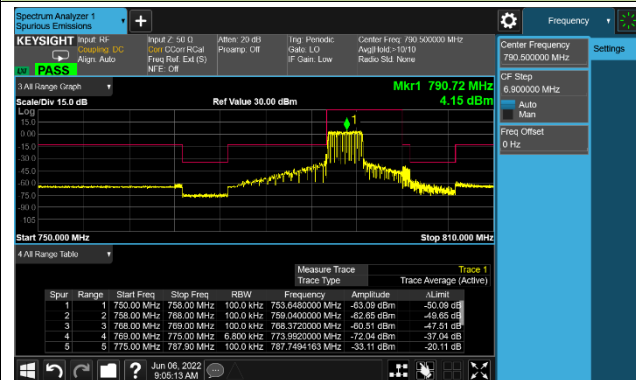 Spectrum Analyzer 1
Spurious Emissions
Frequency
KEYSIGHT Input: RF
Coupling: DC
Align: Auto
Input Z: 50 Ω
Corr CCorr RCal
Freq Ref: Ext (S)
NFE: Off
Atten: 20 dB
Preamp: Off
Trig: Periodic
Gate: LO
IF Gain: Low
Center Freq: 790.500000 MHz
Avg|Hold:>10/10
Radio Std: None
LXI PASS
Center Frequency
790.500000 MHz
Settings
CF Step
6.900000 MHz
Auto
Man
Freq Offset
0 Hz
3 All Range Graph
Mkr1 790.72 MHz
Scale/Div 15.0 dB
Ref Value 30.00 dBm
4.15 dBm
Log
15.0
0.00
-15.0
-30.0
-45.0
-60.0
-75.0
-90.0
-105
1
Start 750.000 MHz
Stop 810.000 MHz
4 All Range Table
Measure Trace Trace 1
Trace Type Trace Average (Active)
Spur Range Start Freq Stop Freq RBW Frequency Amplitude ΔLimit
1 1 750.00 MHz 758.00 MHz 100.0 kHz 753.6480000 MHz -63.09 dBm -50.09 dB
2 2 758.00 MHz 768.00 MHz 100.0 kHz 759.0400000 MHz -62.65 dBm -49.65 dB
3 3 768.00 MHz 769.00 MHz 100.0 kHz 768.3720000 MHz -60.51 dBm -47.51 dB
4 4 769.00 MHz 775.00 MHz 6.800 kHz 773.9920000 MHz -72.04 dBm -37.04 dB
5 5 775.00 MHz 787.90 MHz 100.0 kHz 787.7494163 MHz -33.11 dBm -20.11 dB
Jun 06, 2022
9:05:13 AM